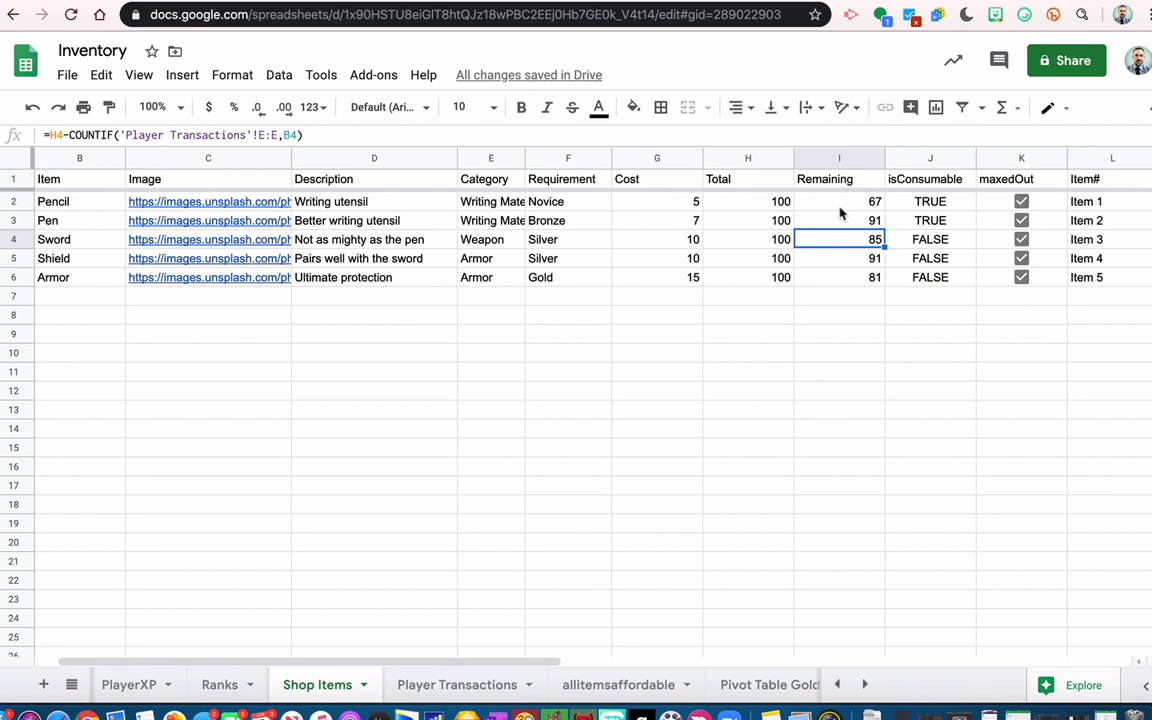 docs.google.com/spreadsheets/d/1x90HSTU8eiGIT8htQJz18wPBC2EEj0Hb7GE0k_V4t14/edit#gid=289022903
Inventory
File Edit View Insert Format Data Tools Add-ons Help All changes saved in Drive
Share
100% $ % .0 .00 123 Default (Ari... 10 B I S A
fx =H4-COUNTIF('Player Transactions'!E:E,B4)
B C D E F G H I J K L
1 Item Image Description Category Requirement Cost Total Remaining isConsumable maxedOut Item#
2 Pencil https://images.unsplash.com/ph Writing utensil Writing Mate Novice 5 100 67 TRUE Item 1
3 Pen https://images.unsplash.com/ph Better writing utensil Writing Mate Bronze 7 100 91 TRUE Item 2
4 Sword https://images.unsplash.com/ph Not as mighty as the pen Weapon Silver 10 100 85 FALSE Item 3
5 Shield https://images.unsplash.com/ph Pairs well with the sword Armor Silver 10 100 91 FALSE Item 4
6 Armor https://images.unsplash.com/ph Ultimate protection Armor Gold 15 100 81 FALSE Item 5
7
8
9
10
11
12
13
14
15
16
17
18
19
20
21
22
23
24
25
26
PlayerXP Ranks Shop Items Player Transactions allitemsaffordable Pivot Table Gold Explore